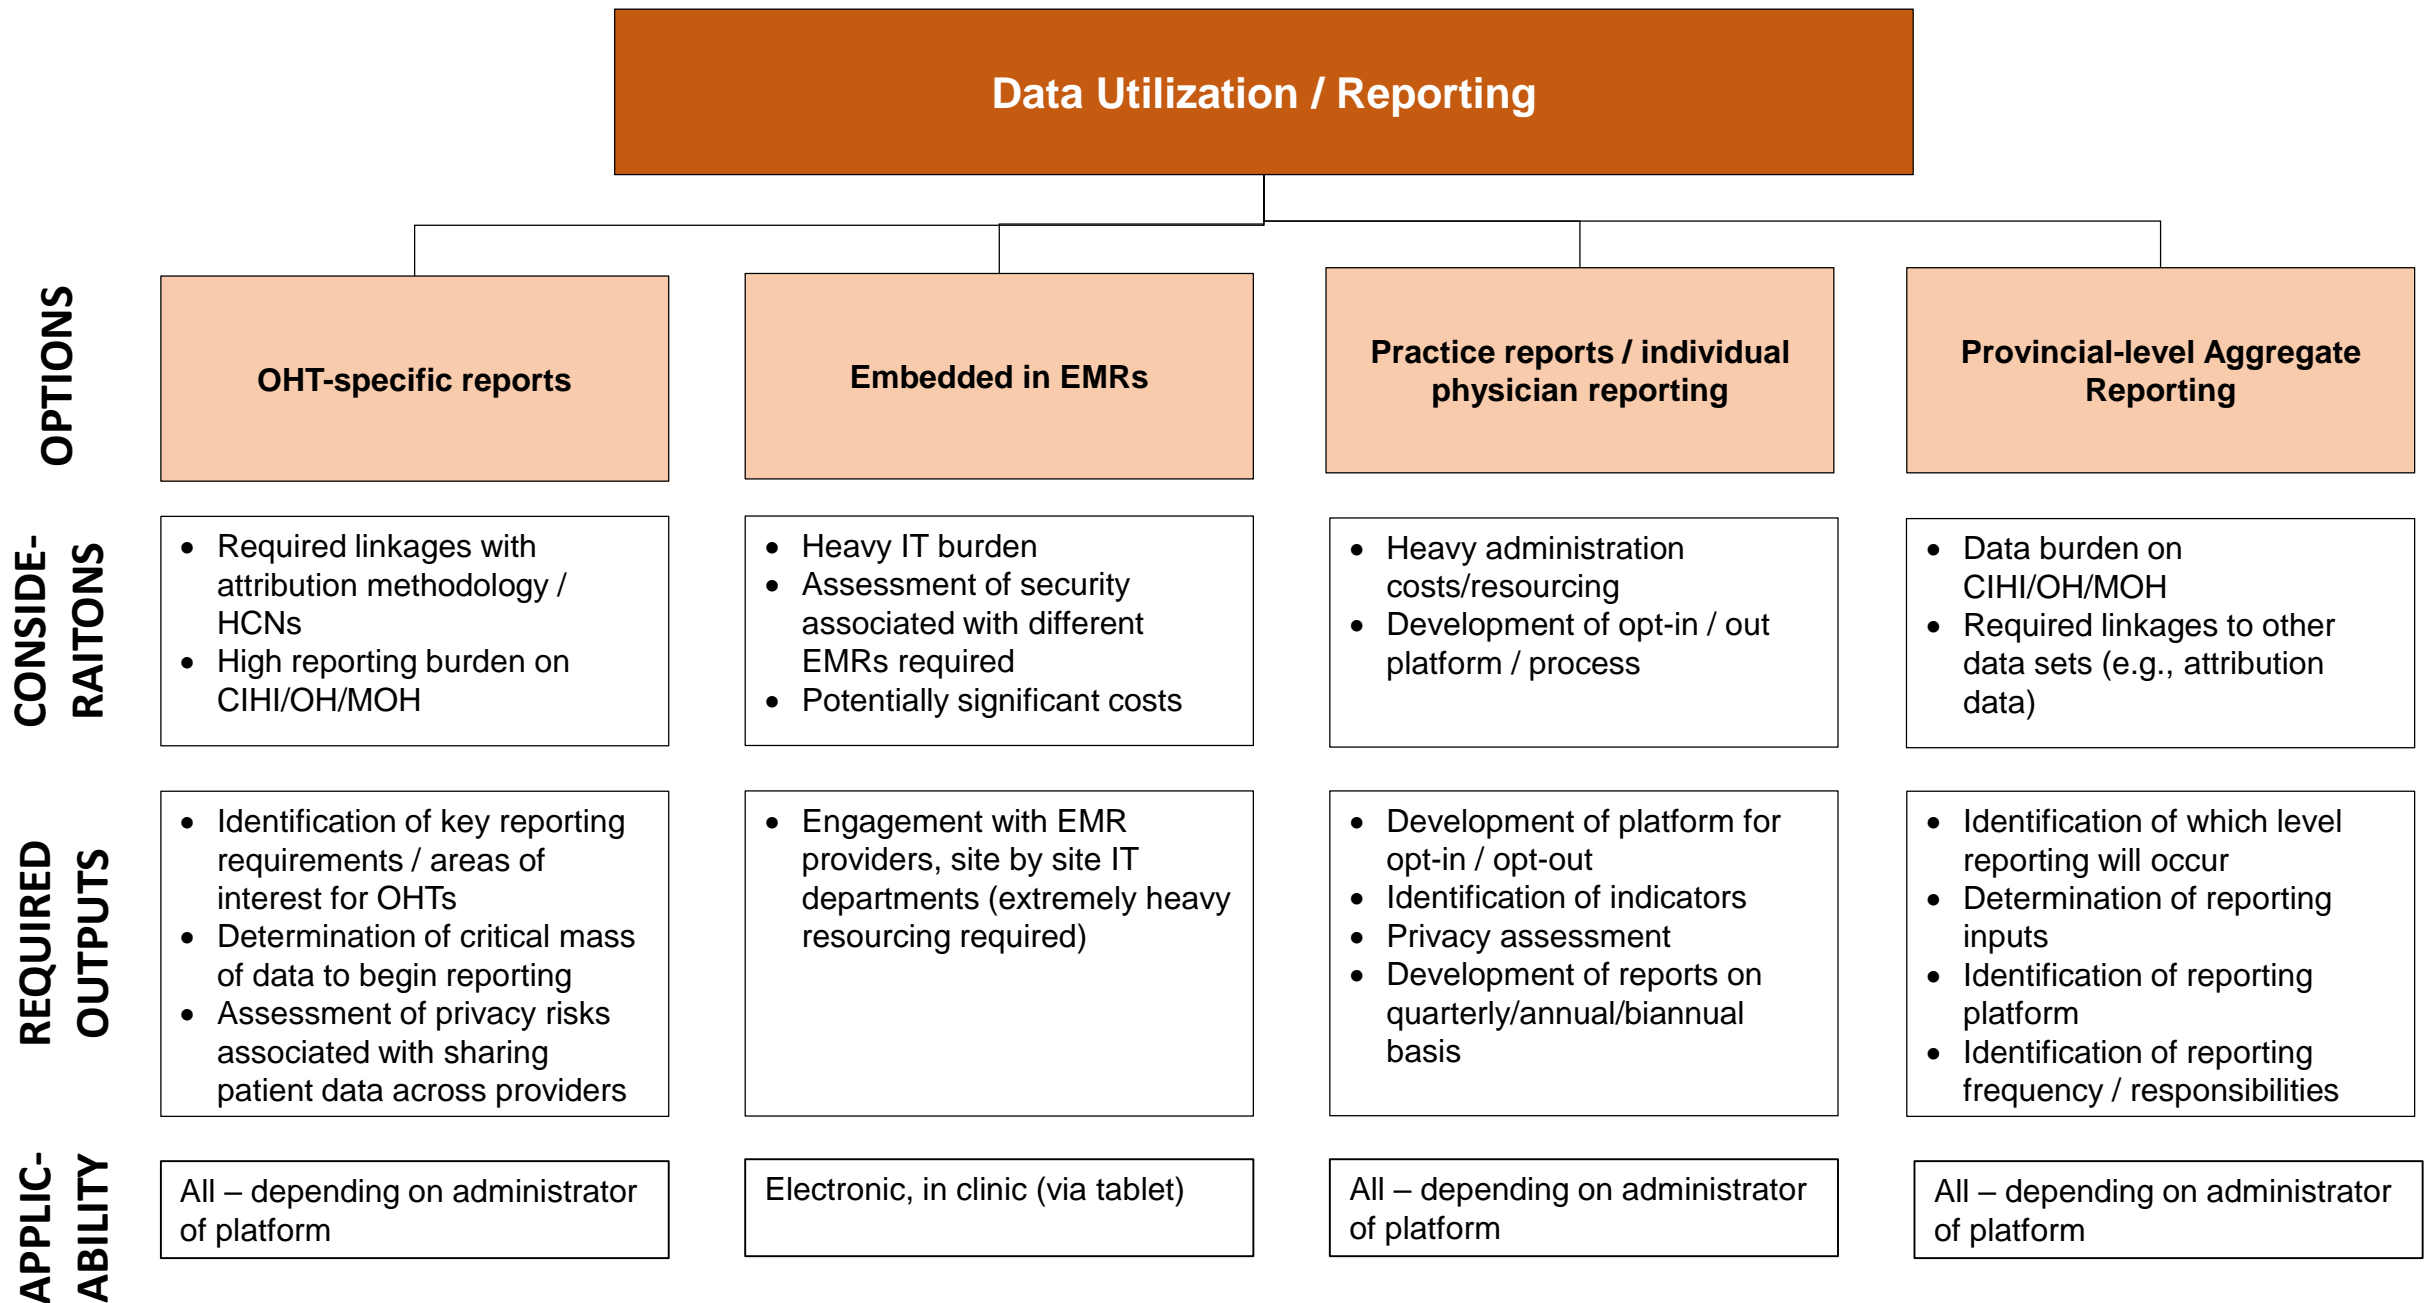 Data Utilization / Reporting
OPTIONS
OHT-specific reports
Embedded in EMRs
Practice reports / individual
physician reporting
Provincial-level Aggregate
Reporting
CONSIDE-
RAITONS
• Required linkages with
attribution methodology /
HCNs
• High reporting burden on
CIHI/OH/MOH
• Heavy IT burden
• Assessment of security
associated with different
EMRs required
• Potentially significant costs
• Heavy administration
costs/resourcing
• Development of opt-in / out
platform / process
• Data burden on
CIHI/OH/MOH
• Required linkages to other
data sets (e.g., attribution
data)
REQUIRED
OUTPUTS
• Identification of key reporting
requirements / areas of
interest for OHTs
• Determination of critical mass
of data to begin reporting
• Assessment of privacy risks
associated with sharing
patient data across providers
• Engagement with EMR
providers, site by site IT
departments (extremely heavy
resourcing required)
• Development of platform for
opt-in / opt-out
• Identification of indicators
• Privacy assessment
• Development of reports on
quarterly/annual/biannual
basis
• Identification of which level
reporting will occur
• Determination of reporting
inputs
• Identification of reporting
platform
• Identification of reporting
frequency / responsibilities
APPLIC-
ABILITY
All – depending on administrator
of platform
Electronic, in clinic (via tablet)
All – depending on administrator
of platform
All – depending on administrator
of platform